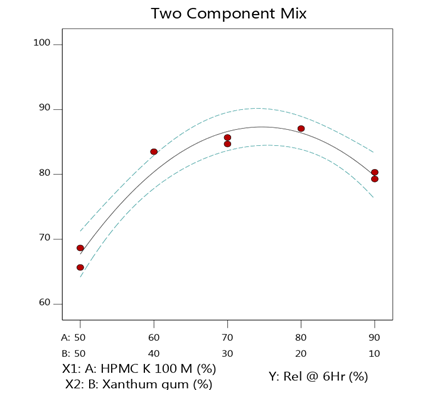 Two Component Mix
100
90
80
70
60
A: 50 60 70 80 90
B: 50 40 30 20 10
X1: A: HPMC K 100 M (%)
X2: B: Xanthum gum (%)
Y: Rel @ 6Hr (%)